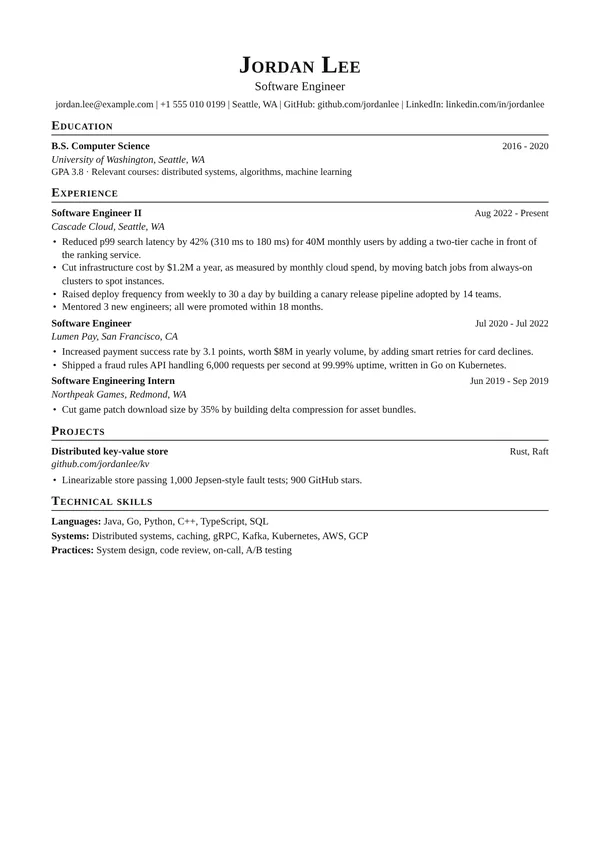 Jordan Lee
Software Engineer
jordan.lee@example.com | +1 555 010 0199 | Seattle, WA | GitHub: github.com/jordanlee | LinkedIn: linkedin.com/in/jordanlee
Education
B.S. Computer Science 2016 - 2020
University of Washington, Seattle, WA
GPA 3.8 · Relevant courses: distributed systems, algorithms, machine learning
Experience
Software Engineer II Aug 2022 - Present
Cascade Cloud, Seattle, WA
• Reduced p99 search latency by 42% (310 ms to 180 ms) for 40M monthly users by adding a two-tier cache in front of
the ranking service.
• Cut infrastructure cost by $1.2M a year, as measured by monthly cloud spend, by moving batch jobs from always-on
clusters to spot instances.
• Raised deploy frequency from weekly to 30 a day by building a canary release pipeline adopted by 14 teams.
• Mentored 3 new engineers; all were promoted within 18 months.
Software Engineer Jul 2020 - Jul 2022
Lumen Pay, San Francisco, CA
• Increased payment success rate by 3.1 points, worth $8M in yearly volume, by adding smart retries for card declines.
• Shipped a fraud rules API handling 6,000 requests per second at 99.99% uptime, written in Go on Kubernetes.
Software Engineering Intern Jun 2019 - Sep 2019
Northpeak Games, Redmond, WA
• Cut game patch download size by 35% by building delta compression for asset bundles.
Projects
Distributed key-value store Rust, Raft
github.com/jordanlee/kv
• Linearizable store passing 1,000 Jepsen-style fault tests; 900 GitHub stars.
Technical skills
Languages: Java, Go, Python, C++, TypeScript, SQL
Systems: Distributed systems, caching, gRPC, Kafka, Kubernetes, AWS, GCP
Practices: System design, code review, on-call, A/B testing